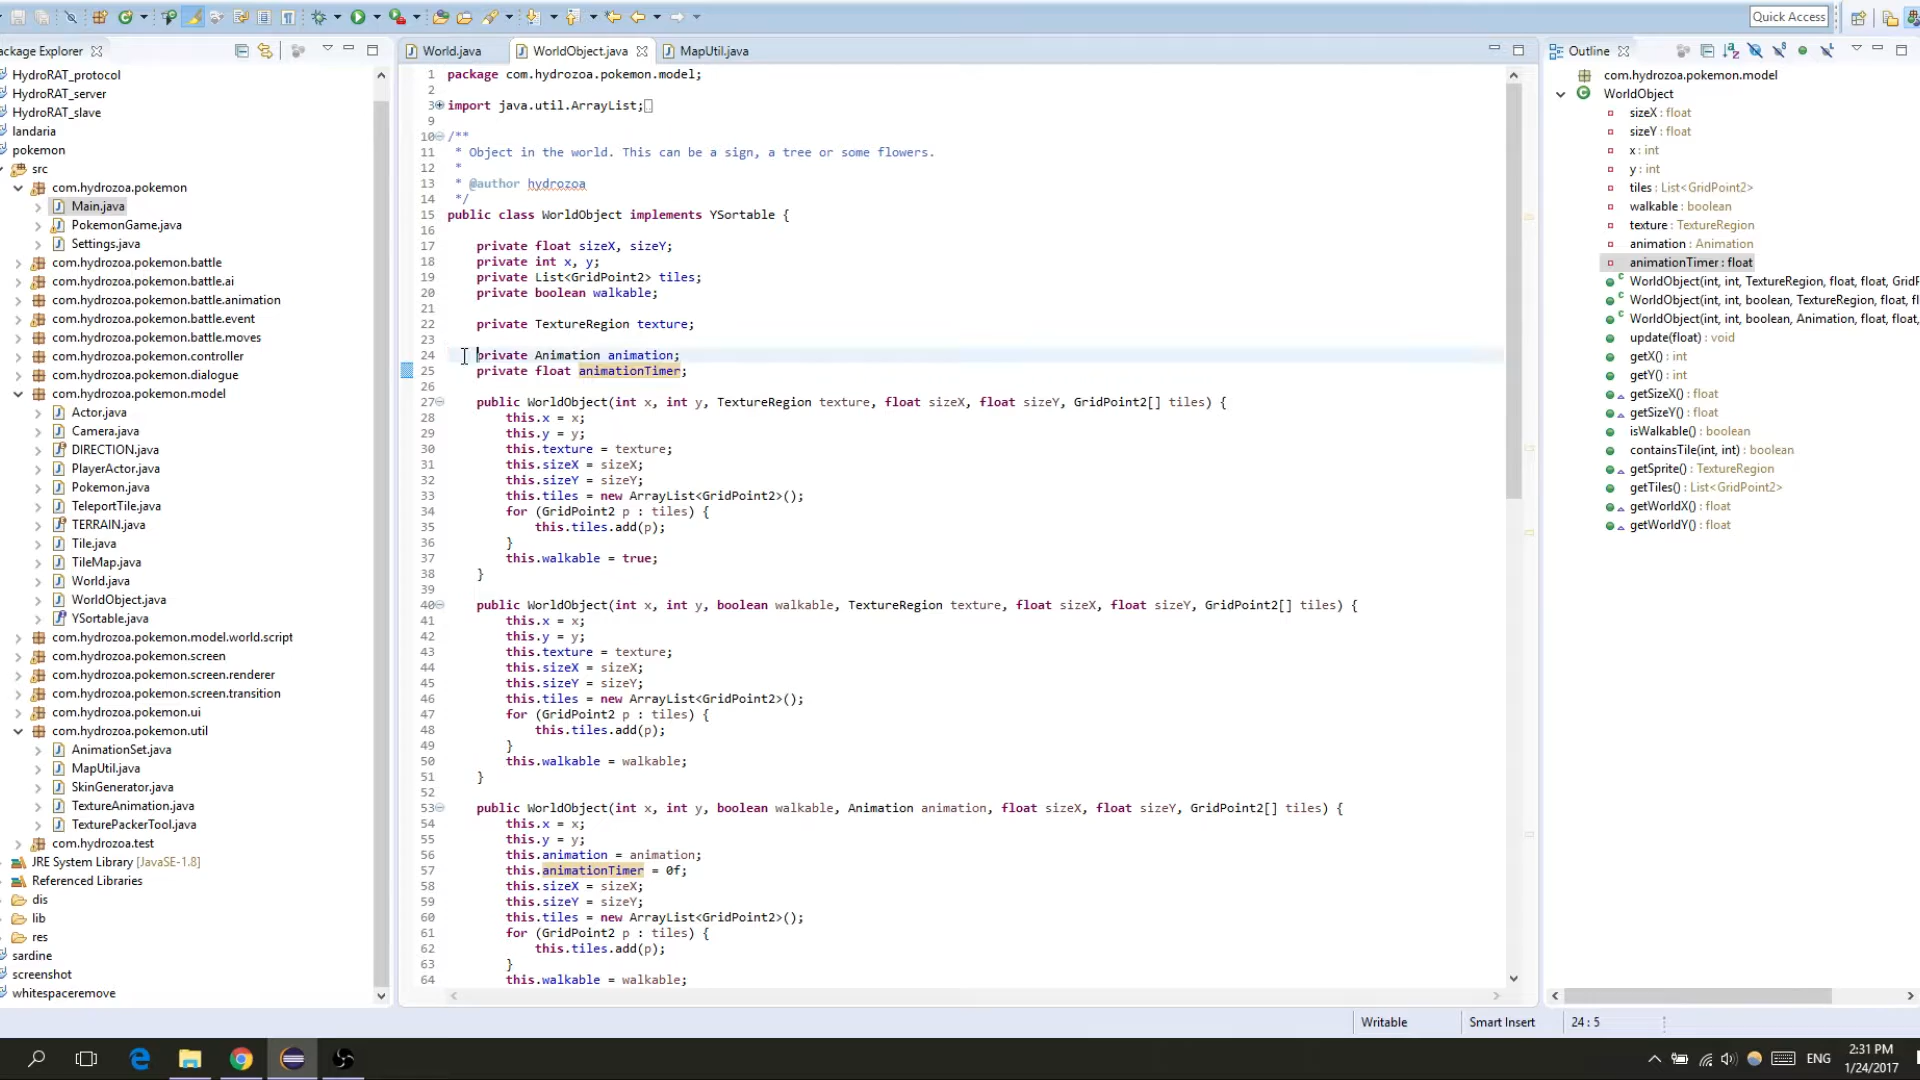 Quick Access
Package Explorer
HydroRAT_protocol
HydroRAT_server
HydroRAT_slave
landaria
pokemon
src
com.hydrozoa.pokemon
Main.java
PokemonGame.java
Settings.java
com.hydrozoa.pokemon.battle
com.hydrozoa.pokemon.battle.ai
com.hydrozoa.pokemon.battle.animation
com.hydrozoa.pokemon.battle.event
com.hydrozoa.pokemon.battle.moves
com.hydrozoa.pokemon.controller
com.hydrozoa.pokemon.dialogue
com.hydrozoa.pokemon.model
Actor.java
Camera.java
DIRECTION.java
PlayerActor.java
Pokemon.java
TeleportTile.java
TERRAIN.java
Tile.java
TileMap.java
World.java
WorldObject.java
YSortable.java
com.hydrozoa.pokemon.model.world.script
com.hydrozoa.pokemon.screen
com.hydrozoa.pokemon.screen.renderer
com.hydrozoa.pokemon.screen.transition
com.hydrozoa.pokemon.ui
com.hydrozoa.pokemon.util
AnimationSet.java
MapUtil.java
SkinGenerator.java
TextureAnimation.java
TexturePackerTool.java
com.hydrozoa.test
JRE System Library [JavaSE-1.8]
Referenced Libraries
dis
lib
res
sardine
screenshot
whitespaceremove
World.java WorldObject.java MapUtil.java
1 package com.hydrozoa.pokemon.model;
2
3 import java.util.ArrayList;
9
10 /**
11 * Object in the world. This can be a sign, a tree or some flowers.
12 *
13 * @author hydrozoa
14 */
15 public class WorldObject implements YSortable {
16
17 private float sizeX, sizeY;
18 private int x, y;
19 private List<GridPoint2> tiles;
20 private boolean walkable;
21
22 private TextureRegion texture;
23
24 private Animation animation;
25 private float animationTimer;
26
27 public WorldObject(int x, int y, TextureRegion texture, float sizeX, float sizeY, GridPoint2[] tiles) {
28 this.x = x;
29 this.y = y;
30 this.texture = texture;
31 this.sizeX = sizeX;
32 this.sizeY = sizeY;
33 this.tiles = new ArrayList<GridPoint2>();
34 for (GridPoint2 p : tiles) {
35 this.tiles.add(p);
36 }
37 this.walkable = true;
38 }
39
40 public WorldObject(int x, int y, boolean walkable, TextureRegion texture, float sizeX, float sizeY, GridPoint2[] tiles) {
41 this.x = x;
42 this.y = y;
43 this.texture = texture;
44 this.sizeX = sizeX;
45 this.sizeY = sizeY;
46 this.tiles = new ArrayList<GridPoint2>();
47 for (GridPoint2 p : tiles) {
48 this.tiles.add(p);
49 }
50 this.walkable = walkable;
51 }
52
53 public WorldObject(int x, int y, boolean walkable, Animation animation, float sizeX, float sizeY, GridPoint2[] tiles) {
54 this.x = x;
55 this.y = y;
56 this.animation = animation;
57 this.animationTimer = 0f;
58 this.sizeX = sizeX;
59 this.sizeY = sizeY;
60 this.tiles = new ArrayList<GridPoint2>();
61 for (GridPoint2 p : tiles) {
62 this.tiles.add(p);
63 }
64 this.walkable = walkable;
Outline
com.hydrozoa.pokemon.model
WorldObject
sizeX : float
sizeY : float
x : int
y : int
tiles : List<GridPoint2>
walkable : boolean
texture : TextureRegion
animation : Animation
animationTimer : float
WorldObject(int, int, TextureRegion, float, float, GridP
WorldObject(int, int, boolean, TextureRegion, float, fl
WorldObject(int, int, boolean, Animation, float, float,
update(float) : void
getX() : int
getY() : int
getSizeX() : float
getSizeY() : float
isWalkable() : boolean
containsTile(int, int) : boolean
getSprite() : TextureRegion
getTiles() : List<GridPoint2>
getWorldX() : float
getWorldY() : float
Writable Smart Insert 24 : 5
ENG
2:31 PM
1/24/2017